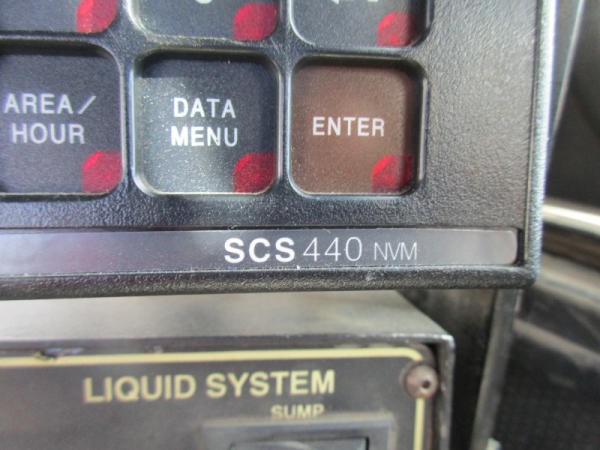 AREA/
HOUR
DATA
MENU
ENTER
SCS 440 NVM
LIQUID SYSTEM
SUMP